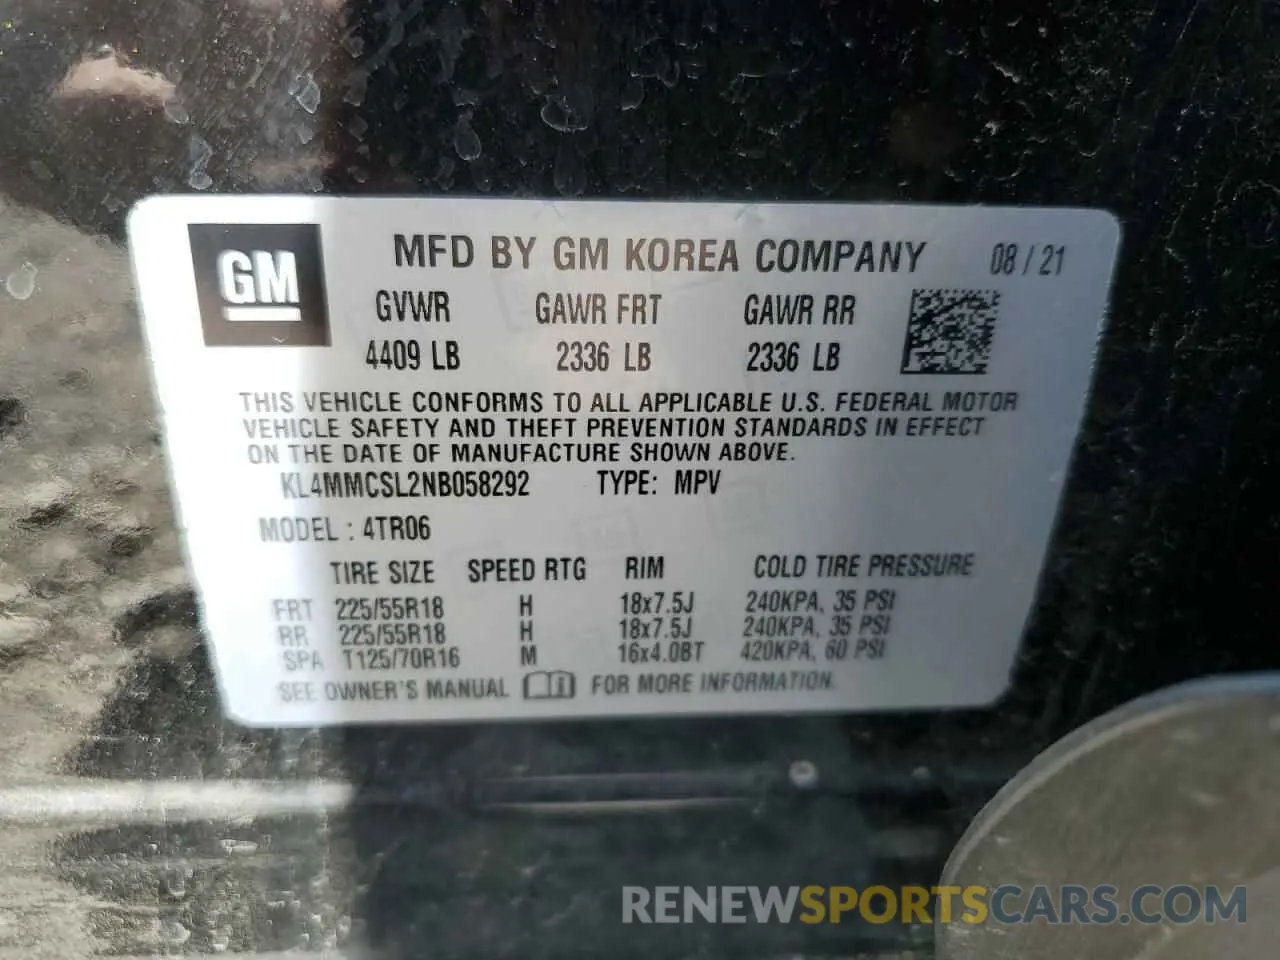 GM
MFD BY GM KOREA COMPANY 08 / 21
GVWR GAWR FRT GAWR RR
4409 LB 2336 LB 2336 LB
THIS VEHICLE CONFORMS TO ALL APPLICABLE U.S. FEDERAL MOTOR
VEHICLE SAFETY AND THEFT PREVENTION STANDARDS IN EFFECT
ON THE DATE OF MANUFACTURE SHOWN ABOVE.
KL4MMCSL2NB058292 TYPE: MPV
MODEL : 4TR06
TIRE SIZE SPEED RTG RIM COLD TIRE PRESSURE
FRT 225/55R18 H 18x7.5J 240KPA, 35 PSI
RR 225/55R18 H 18x7.5J 240KPA, 35 PSI
SPA T125/70R16 M 16x4.0BT 420KPA, 60 PSI
SEE OWNER'S MANUAL FOR MORE INFORMATION.
RENEWSPORTSCARS.COM